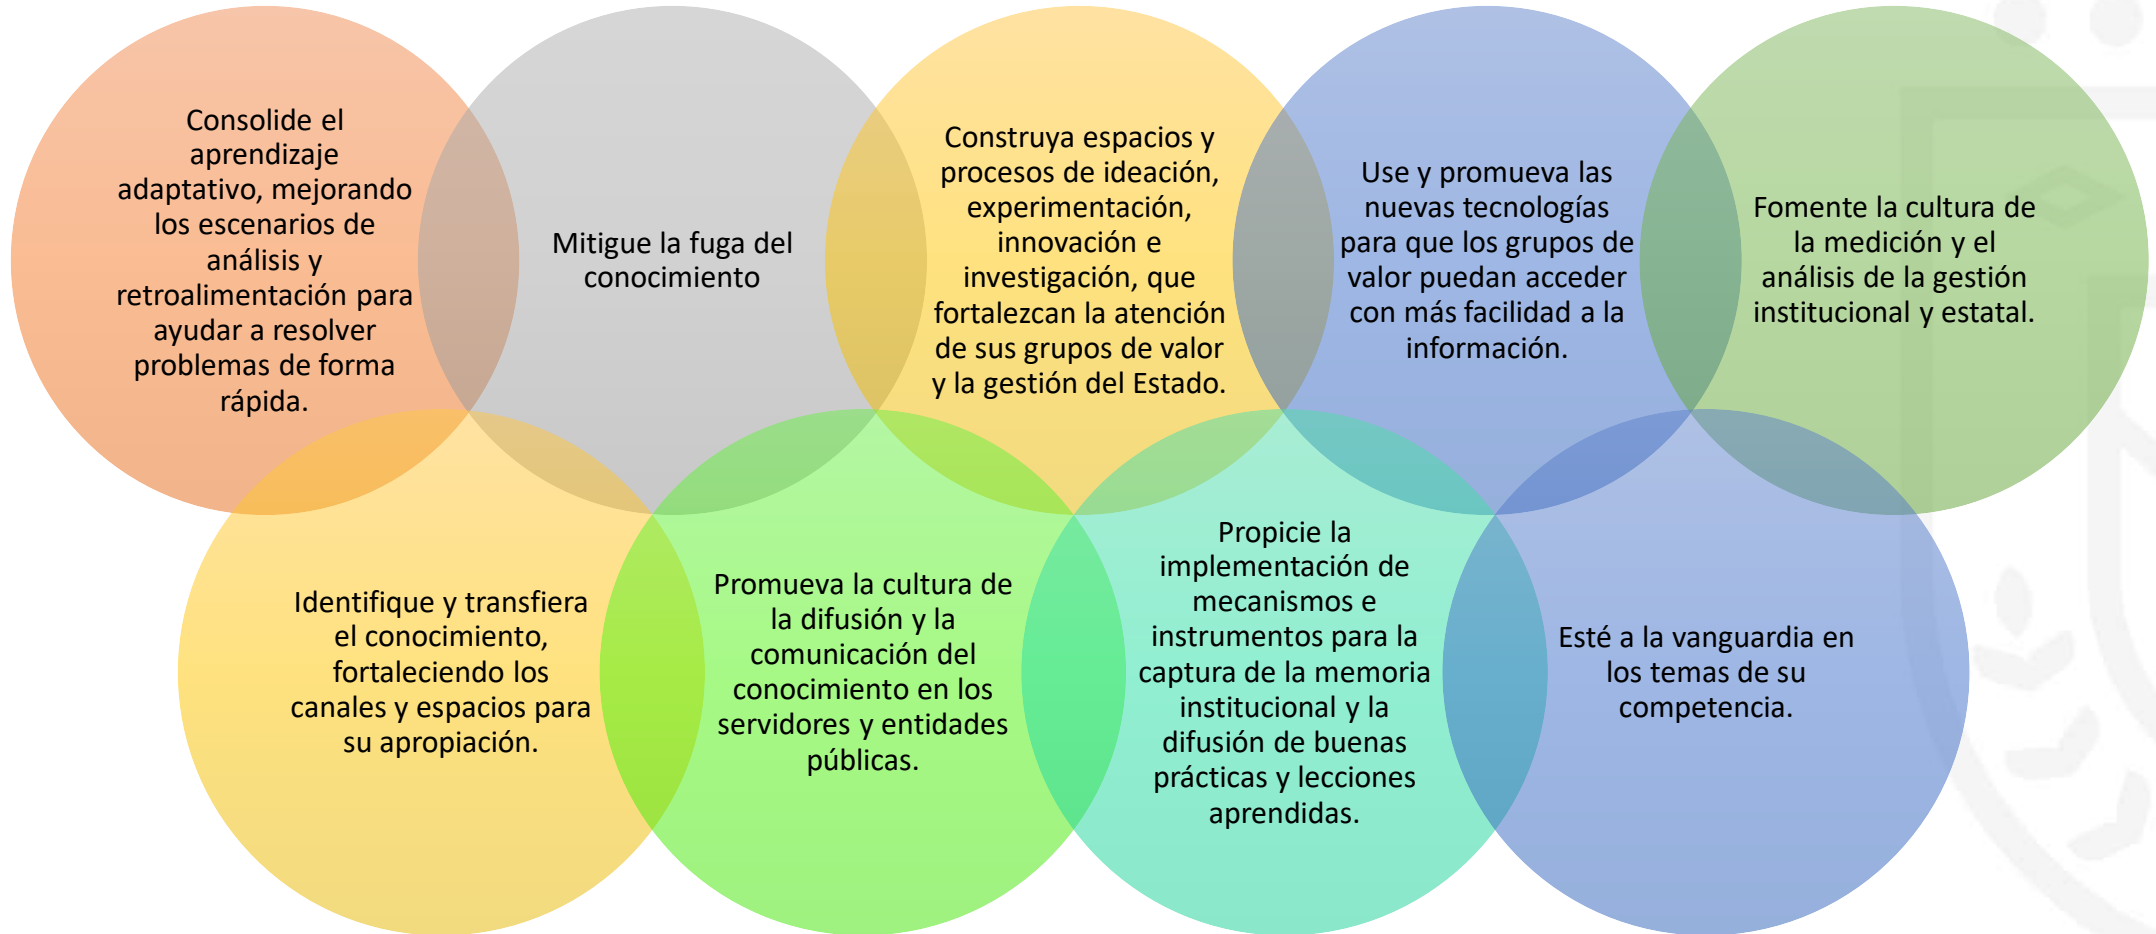 Consolide el
aprendizaje
adaptativo, mejorando
los escenarios de
análisis y
retroalimentación para
ayudar a resolver
problemas de forma
rápida.
Mitigue la fuga del
conocimiento
Construya espacios y
procesos de ideación,
experimentación,
innovación e
investigación, que
fortalezcan la atención
de sus grupos de valor
y la gestión del Estado.
Use y promueva las
nuevas tecnologías
para que los grupos de
valor puedan acceder
con más facilidad a la
información.
Fomente la cultura de
la medición y el
análisis de la gestión
institucional y estatal.
Identifique y transfiera
el conocimiento,
fortaleciendo los
canales y espacios para
su apropiación.
Promueva la cultura de
la difusión y la
comunicación del
conocimiento en los
servidores y entidades
públicas.
Propicie la
implementación de
mecanismos e
instrumentos para la
captura de la memoria
institucional y la
difusión de buenas
prácticas y lecciones
aprendidas.
Esté a la vanguardia en
los temas de su
competencia.